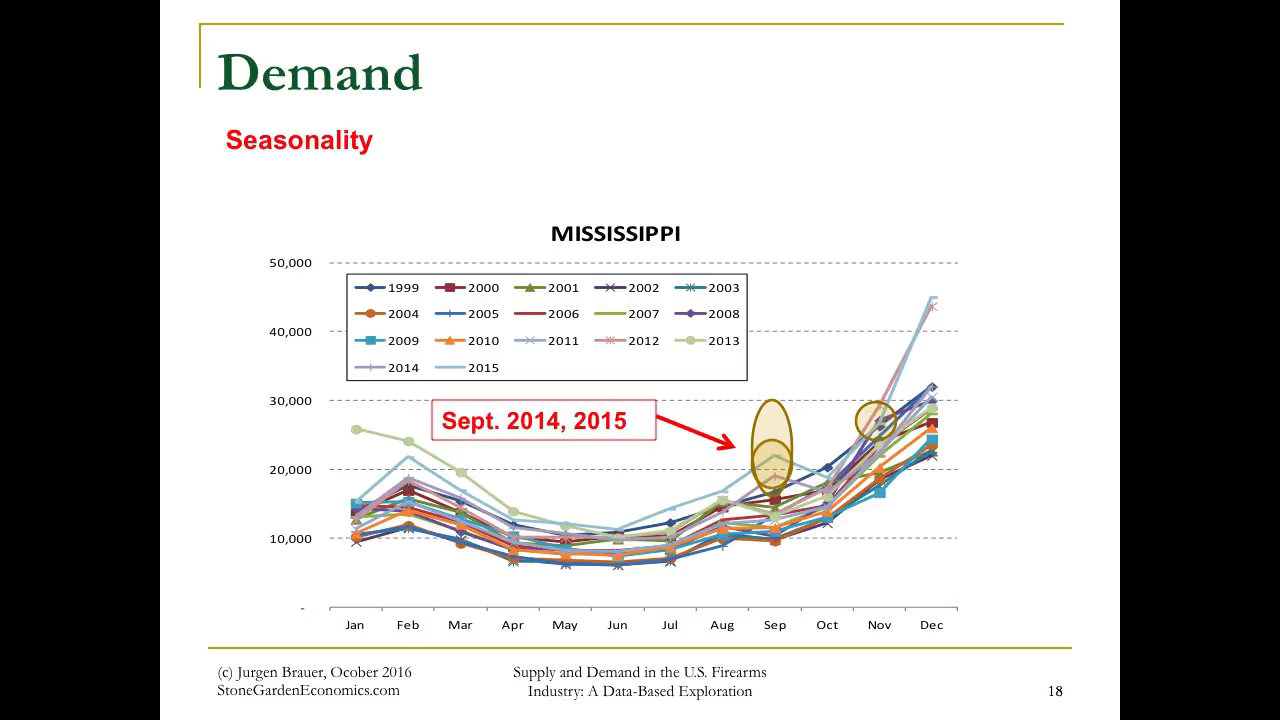 Demand
Seasonality
MISSISSIPPI
50,000
1999 2000 2001 2002 2003
2004 2005 2006 2007 2008
40,000
2009 2010 2011 2012 2013
2014 2015
30,000
Sept. 2014, 2015
20,000
10,000
-
Jan Feb Mar Apr May Jun Jul Aug Sep Oct Nov Dec
(c) Jurgen Brauer, Ocober 2016
StoneGardenEconomics.com
Supply and Demand in the U.S. Firearms
Industry: A Data-Based Exploration
18